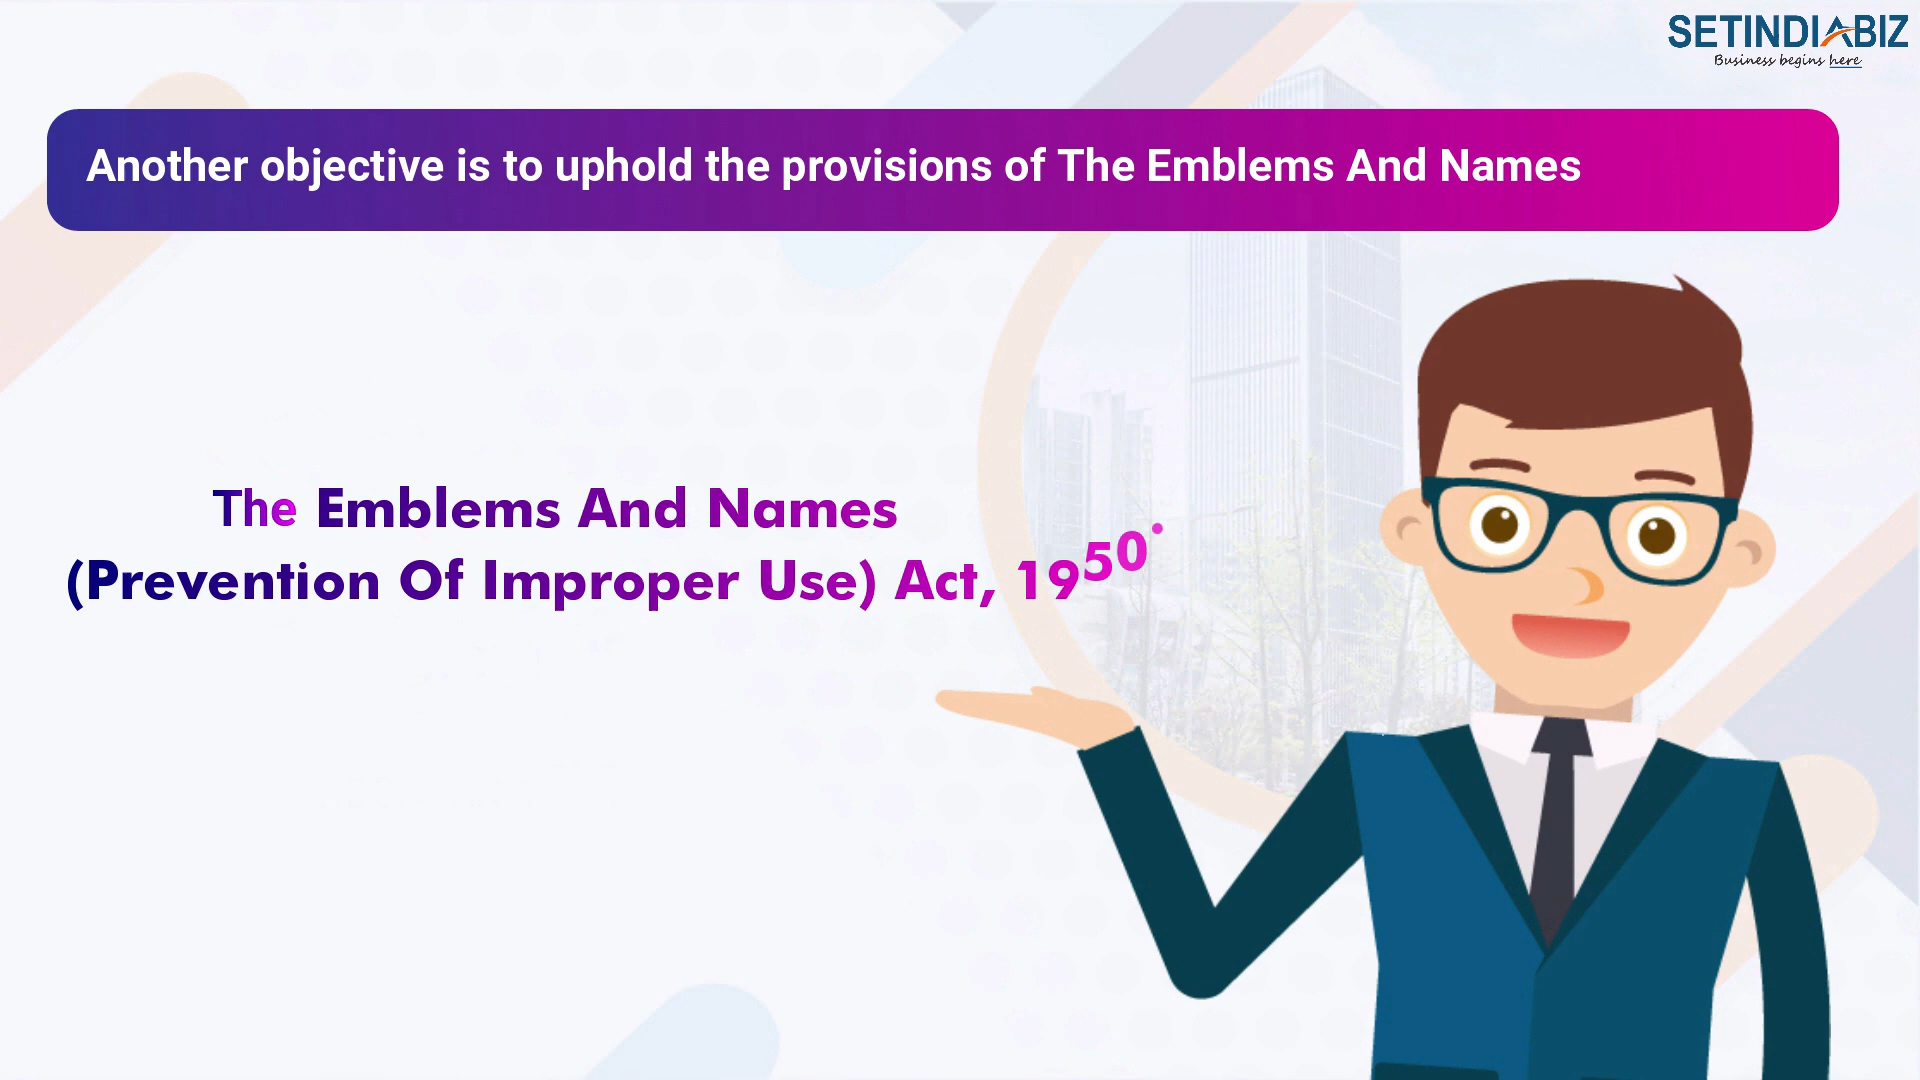 SETINDIABIZ
Business begins here
Another objective is to uphold the provisions of The Emblems And Names
The Emblems And Names
(Prevention Of Improper Use) Act, 1950.